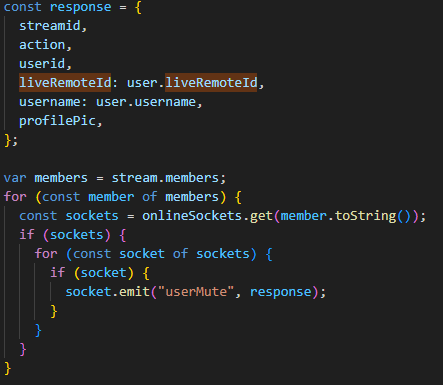 const response = {
  streamid,
  action,
  userid,
  liveRemoteId: user.liveRemoteId,
  username: user.username,
  profilePic,
};

var members = stream.members;
for (const member of members) {
  const sockets = onlineSockets.get(member.toString());
  if (sockets) {
    for (const socket of sockets) {
      if (socket) {
        socket.emit("userMute", response);
      }
    }
  }
}